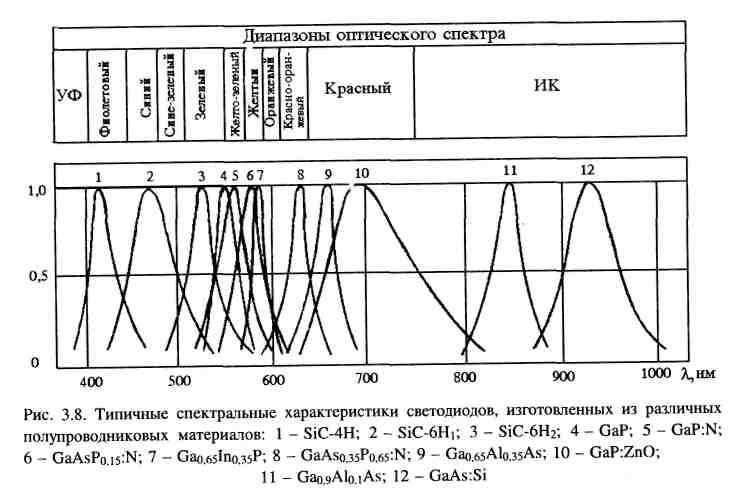 Диапазоны оптического спектра
УФ
Фиолетовый
Синий
Сине-зеленый
Зеленый
Желто-зеленый
Желтый
Оранжевый
Красно-оран-
жевый
Красный
ИК
1 2 3 4 5 6 7 8 9 10 11 12
1,0
0,5
0
400 500 600 700 800 900 1000 λ, нм
Рис. 3.8. Типичные спектральные характеристики светодиодов, изготовленных из различных
полупроводниковых материалов: 1 – SiC-4H; 2 – SiC-6H₁; 3 – SiC-6H₂; 4 – GaP; 5 – GaP:N;
6 – GaAsP₀.₁₅:N; 7 – Ga₀,₆₅In₀,₃₅P; 8 – GaAs₀,₃₅P₀,₆₅:N; 9 – Ga₀,₆₅Al₀,₃₅As; 10 – GaP:ZnO;
11 – Ga₀,₉Al₀.₁As; 12 – GaAs:Si